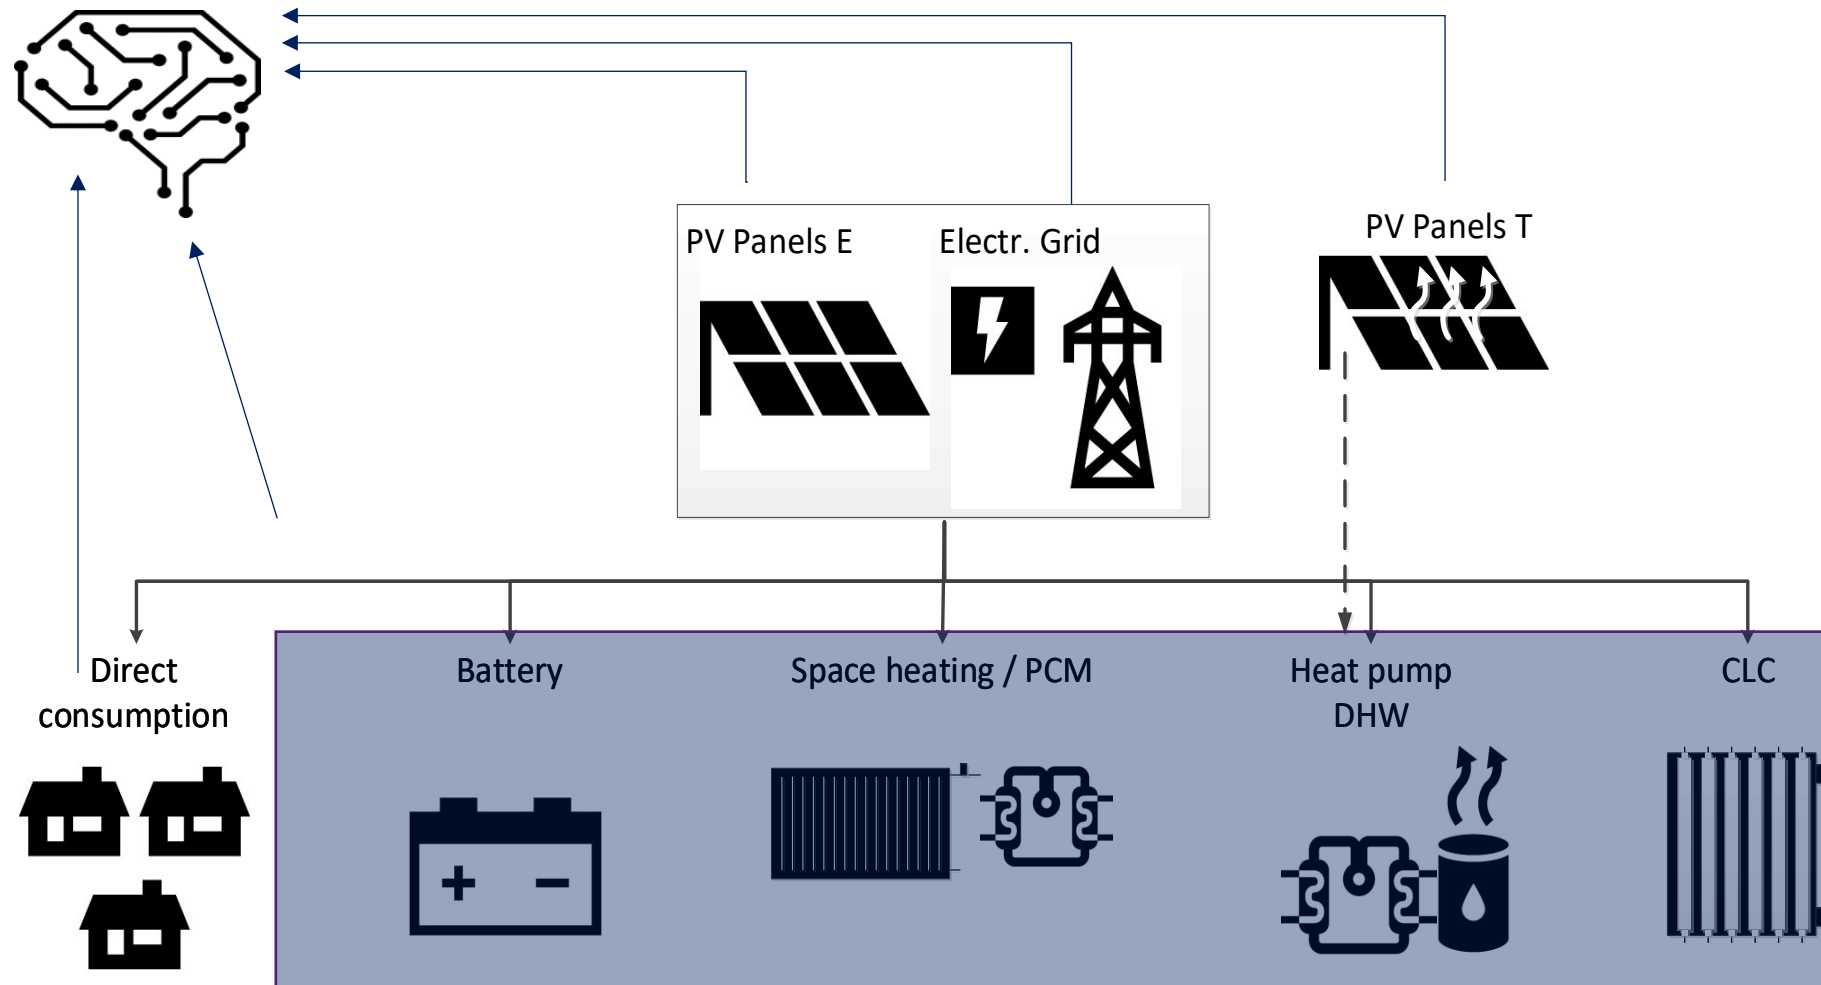 PV Panels E
Electr. Grid
PV Panels T
Direct
consumption
Battery
Space heating / PCM
Heat pump
DHW
CLC